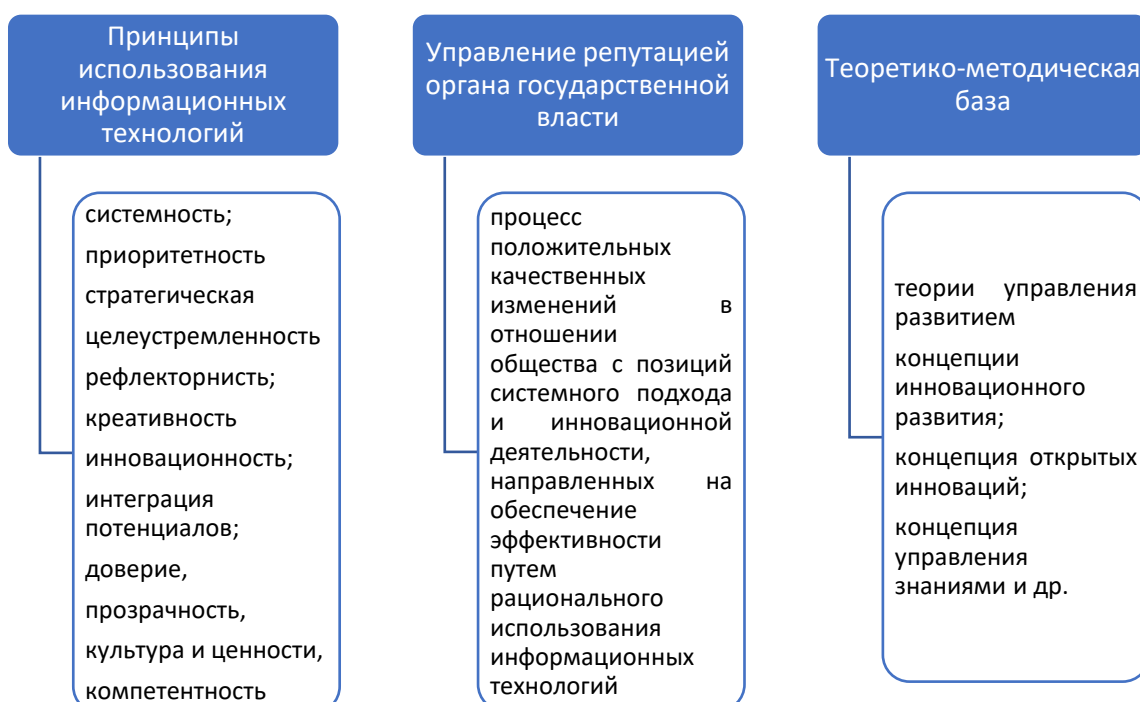 Принципы
использования
информационных
технологий
системность;
приоритетность
стратегическая
целеустремленность
рефлекторнисть;
креативность
инновационность;
интеграция
потенциалов;
доверие,
прозрачность,
культура и ценности,
компетентность
Управление репутацией
органа государственной
власти
процесс
положительных
качественных
изменений в
отношении
общества с позиций
системного подхода
и инновационной
деятельности,
направленных на
обеспечение
эффективности
путем
рационального
использования
информационных
технологий
Теоретико-методическая
база
теории управления
развитием
концепции
инновационного
развития;
концепция открытых
инноваций;
концепция
управления
знаниями и др.